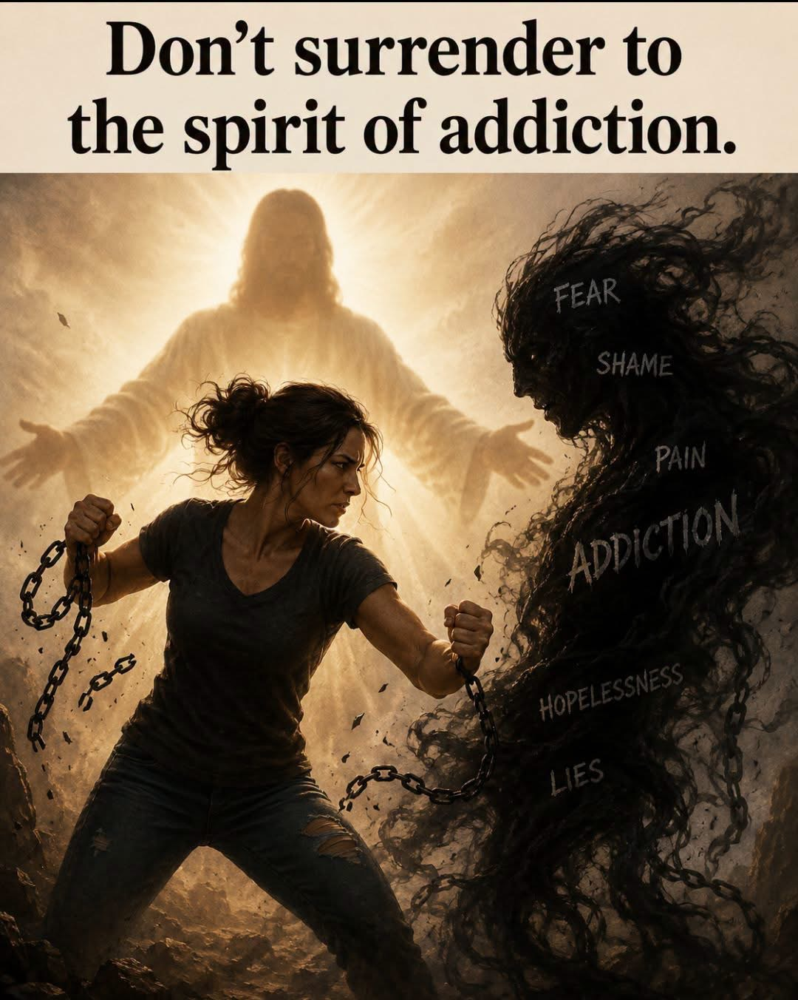 Don’t surrender to
the spirit of addiction.
FEAR
SHAME
PAIN
ADDICTION
HOPELESSNESS
LIES